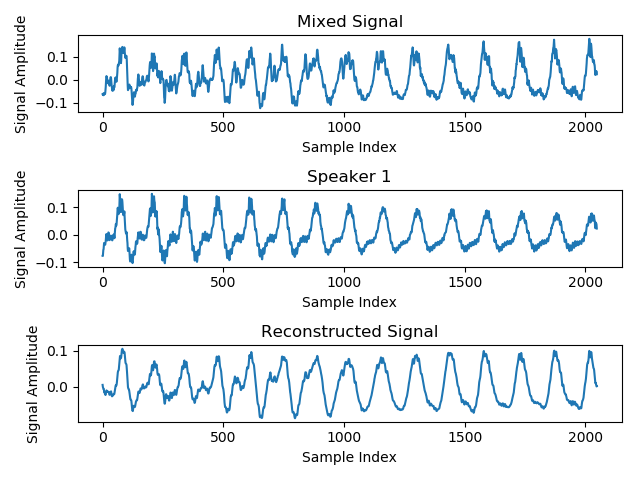 Mixed Signal
Signal Amplitude
0.1
0.0
−0.1
0 500 1000 1500 2000
Sample Index
Speaker 1
Signal Amplitude
0.1
0.0
−0.1
0 500 1000 1500 2000
Sample Index
Reconstructed Signal
Signal Amplitude
0.1
0.0
0 500 1000 1500 2000
Sample Index